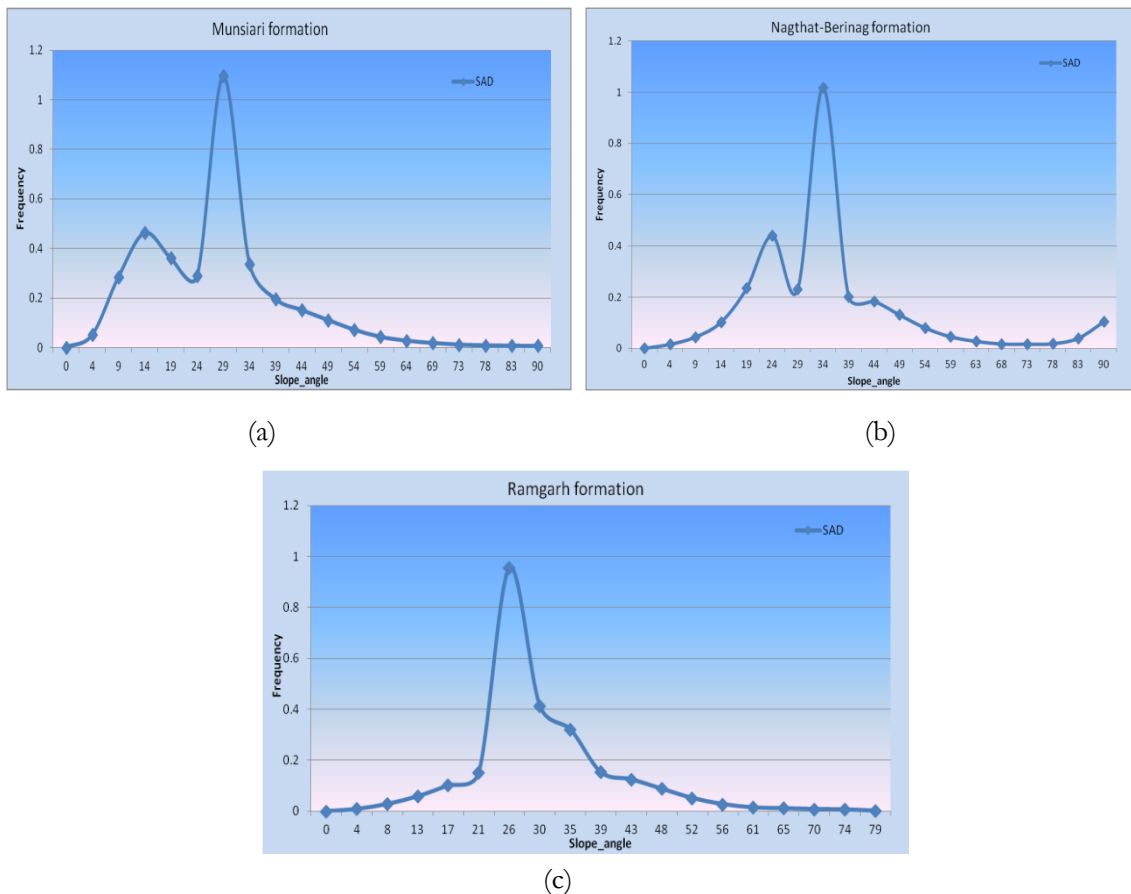 Munsiari formation
1.2
SAD
1
0.8
0.6
0.4
0.2
0
Frequency
0 4 9 14 19 24 29 34 39 44 49 54 59 64 69 73 78 83 90
Slope_angle
(a)
Nagthat-Berinag formation
1.2
SAD
1
0.8
0.6
0.4
0.2
0
Frequency
0 4 9 14 19 24 29 34 39 44 49 54 59 63 68 73 78 83 90
Slope_angle
(b)
Ramgarh formation
1.2
SAD
1
0.8
0.6
0.4
0.2
0
Frequency
0 4 8 13 17 21 26 30 35 39 43 48 52 56 61 65 70 74 79
Slope_angle
(c)